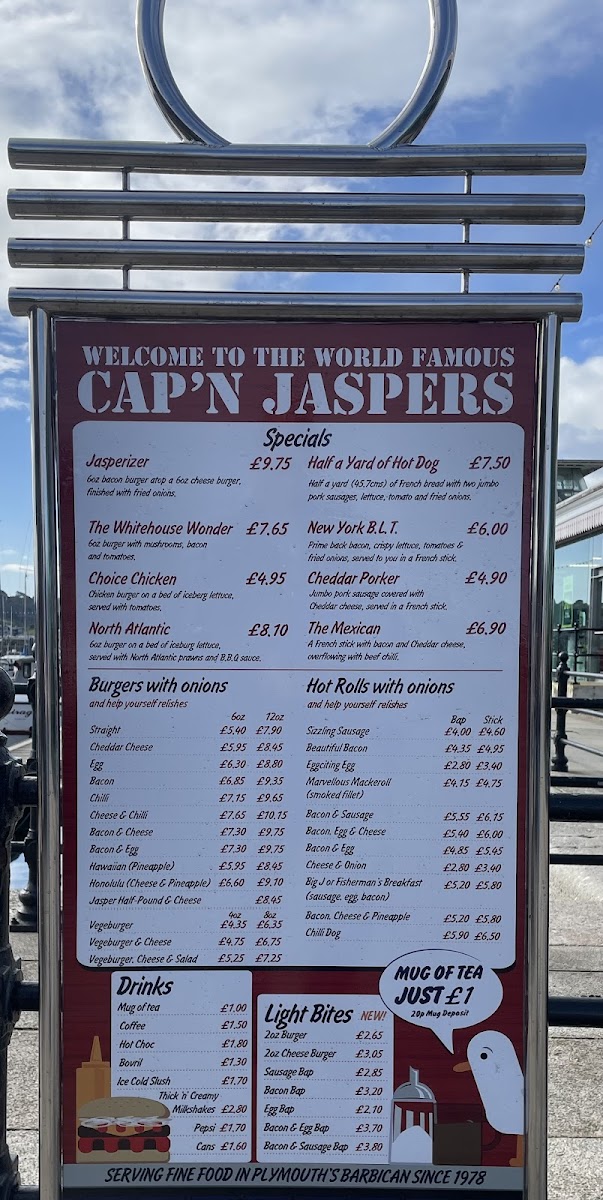 WELCOME TO THE WORLD FAMOUS
CAP'N JASPERS
Specials
Jasperizer £9.75
6oz bacon burger atop a 6oz cheese burger,
finished with fried onions.
Half a Yard of Hot Dog £7.50
Half a yard (45.7cms) of French bread with two jumbo
pork sausages, lettuce, tomato and fried onions.
The Whitehouse Wonder £7.65
6oz burger with mushrooms, bacon
and tomatoes.
New York B.L.T. £6.00
Prime back bacon, crispy lettuce, tomatoes &
fried onions, served to you in a French stick.
Choice Chicken £4.95
Chicken burger on a bed of iceberg lettuce,
served with tomatoes.
Cheddar Porker £4.90
Jumbo pork sausage covered with
Cheddar cheese, served in a French stick.
North Atlantic £8.10
6oz burger on a bed of iceburg lettuce,
served with North Atlantic prawns and B.B.Q sauce.
The Mexican £6.90
A French stick with bacon and Cheddar cheese,
overflowing with beef chilli.
Burgers with onions
and help yourself relishes
6oz 12oz
Straight £5.40 £7.90
Cheddar Cheese £5.95 £8.45
Egg £6.30 £8.80
Bacon £6.85 £9.35
Chilli £7.15 £9.65
Cheese & Chilli £7.65 £10.15
Bacon & Cheese £7.30 £9.75
Bacon & Egg £7.30 £9.75
Hawaiian (Pineapple) £5.95 £8.45
Honolulu (Cheese & Pineapple) £6.60 £9.10
Jasper Half-Pound & Cheese £8.45
4oz 8oz
Vegeburger £4.35 £6.35
Vegeburger & Cheese £4.75 £6.75
Vegeburger, Cheese & Salad £5.25 £7.25
Hot Rolls with onions
and help yourself relishes
Bap Stick
Sizzling Sausage £4.00 £4.60
Beautiful Bacon £4.35 £4.95
Eggciting Egg £2.80 £3.40
Marvellous Mackeroll £4.15 £4.75
(smoked fillet)
Bacon & Sausage £5.55 £6.15
Bacon, Egg & Cheese £5.40 £6.00
Bacon & Egg £4.85 £5.45
Cheese & Onion £2.80 £3.40
Big J or Fisherman's Breakfast £5.20 £5.80
(sausage, egg, bacon)
Bacon, Cheese & Pineapple £5.20 £5.80
Chilli Dog £5.90 £6.50
Drinks
Mug of tea £1.00
Coffee £1.50
Hot Choc £1.80
Bovril £1.30
Ice Cold Slush £1.70
Thick 'n' Creamy
Milkshakes £2.80
Pepsi £1.70
Cans £1.60
Light Bites NEW!
2oz Burger £2.65
2oz Cheese Burger £3.05
Sausage Bap £2.85
Bacon Bap £3.20
Egg Bap £2.10
Bacon & Egg Bap £3.70
Bacon & Sausage Bap £3.80
MUG OF TEA
JUST £1
20p Mug Deposit
SERVING FINE FOOD IN PLYMOUTH'S BARBICAN SINCE 1978